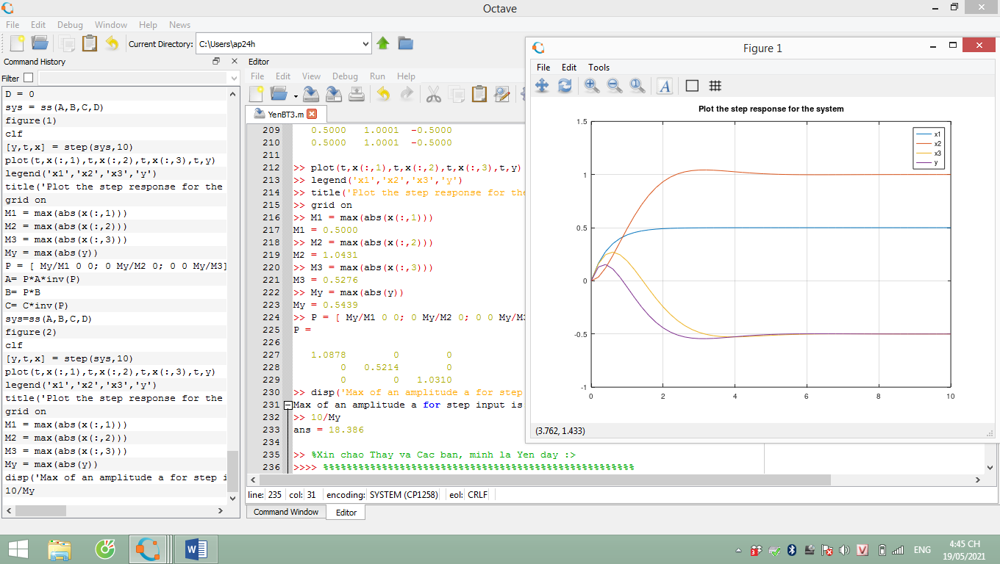 Octave
File Edit Debug Window Help News
Current Directory: C:\Users\ap24h
Command History
Filter
D = 0
sys = ss(A,B,C,D)
figure(1)
clf
[y,t,x] = step(sys,10)
plot(t,x(:,1),t,x(:,2),t,x(:,3),t,y)
legend('x1','x2','x3','y')
title('Plot the step response for the
grid on
M1 = max(abs(x(:,1)))
M2 = max(abs(x(:,2)))
M3 = max(abs(x(:,3)))
My = max(abs(y))
P = [ My/M1 0 0; 0 My/M2 0; 0 0 My/M3]
A= P*A*inv(P)
B= P*B
C= C*inv(P)
sys=ss(A,B,C,D)
figure(2)
clf
[y,t,x] = step(sys,10)
plot(t,x(:,1),t,x(:,2),t,x(:,3),t,y)
legend('x1','x2','x3','y')
title('Plot the step response for the
grid on
M1 = max(abs(x(:,1)))
M2 = max(abs(x(:,2)))
M3 = max(abs(x(:,3)))
My = max(abs(y))
disp('Max of an amplitude a for step i
10/My
Editor
File Edit View Debug Run Help
YenBT3.m
209 0.5000 1.0001 -0.5000
210 0.5000 1.0001 -0.5000
211
212 >> plot(t,x(:,1),t,x(:,2),t,x(:,3),t,y)
213 >> legend('x1','x2','x3','y')
214 >> title('Plot the step response for the
215 >> grid on
216 >> M1 = max(abs(x(:,1)))
217 M1 = 0.5000
218 >> M2 = max(abs(x(:,2)))
219 M2 = 1.0431
220 >> M3 = max(abs(x(:,3)))
221 M3 = 0.5276
222 >> My = max(abs(y))
223 My = 0.5439
224 >> P = [ My/M1 0 0; 0 My/M2 0; 0 0 My/M3
225 P =
226
227 1.0878 0 0
228 0 0.5214 0
229 0 0 1.0310
230 >> disp('Max of an amplitude a for step
231 Max of an amplitude a for step input is
232 >> 10/My
233 ans = 18.386
234
235 >> %Xin chao Thay va Cac ban, minh la Yen day :>
236 >>>> %%%%%%%%%%%%%%%%%%%%%%%%%%%%%%%%%%%%%%%%%%%%%%%%%%%%%
line: 235 col: 31 encoding: SYSTEM (CP1258) eol: CRLF
Command Window Editor
Figure 1
File Edit Tools
A
Plot the step response for the system
1.5
1
0.5
0
-0.5
-1
0 2 4 6 8 10
x1
x2
x3
y
(3.762, 1.433)
ENG
4:45 CH
19/05/2021